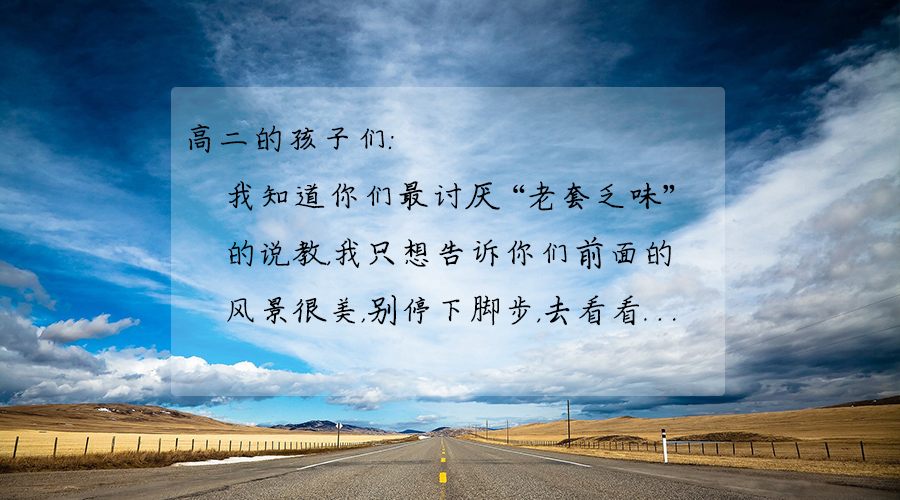 高二的孩子们:
我知道你们最讨厌“老套乏味”
的说教,我只想告诉你们前面的
风景很美,别停下脚步,去看看...